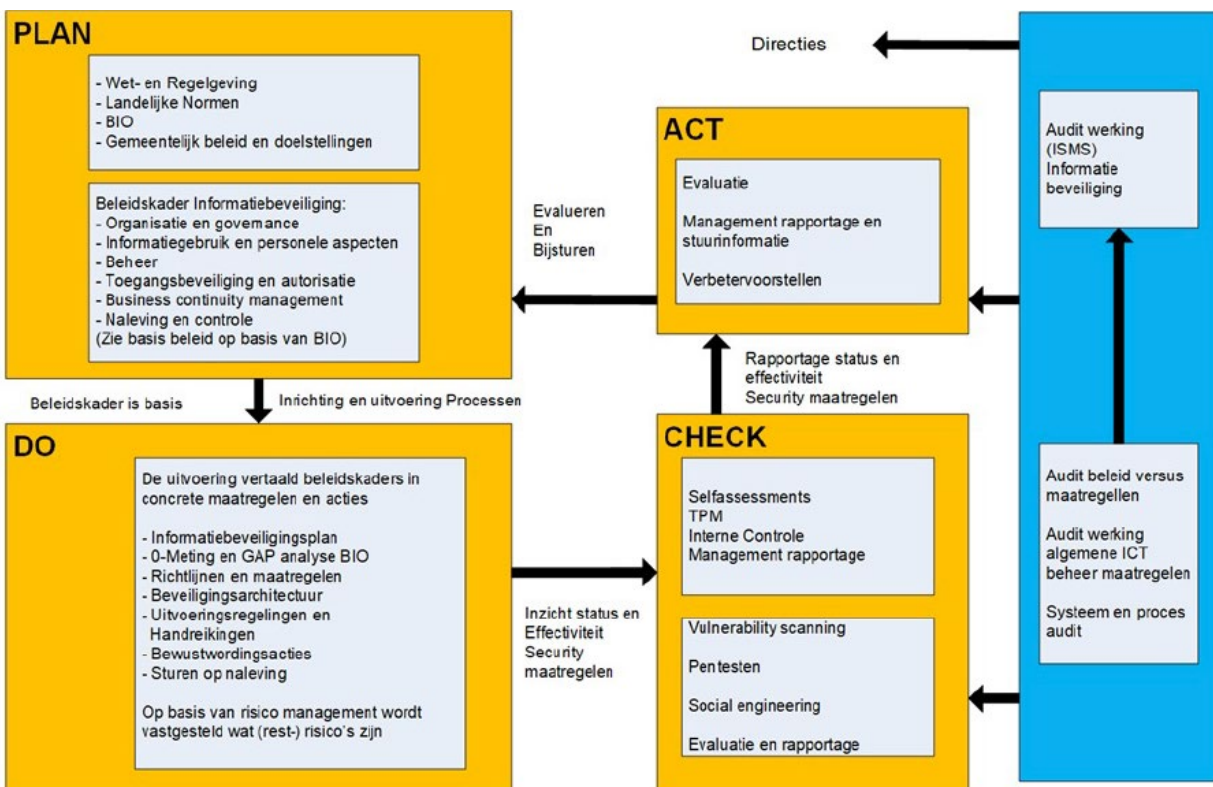 PLAN
- Wet- en Regelgeving
- Landelijke Normen
- BIO
- Gemeentelijk beleid en doelstellingen
Beleidskader Informatiebeveiliging:
- Organisatie en governance
- Informatiegebruik en personele aspecten
- Beheer
- Toegangsbeveiliging en autorisatie
- Business continuity management
- Naleving en controle
(Zie basis beleid op basis van BIO)
Beleidskader is basis
Inrichting en uitvoering Processen
DO
De uitvoering vertaald beleidskaders in
concrete maatregelen en acties
- Informatiebeveiligingsplan
- 0-Meting en GAP analyse BIO
- Richtlijnen en maatregelen
- Beveiligingsarchitectuur
- Uitvoeringsregelingen en
Handreikingen
- Bewustwordingsacties
- Sturen op naleving
Op basis van risico management wordt
vastgesteld wat (rest-) risico's zijn
Inzicht status en
Effectiviteit
Security
maatregelen
CHECK
Selfassessments
TPM
Interne Controle
Management rapportage
Vulnerability scanning
Pentesten
Social engineering
Evaluatie en rapportage
Rapportage status en
effectiviteit
Security maatregelen
ACT
Evaluatie
Management rapportage en
stuurinformatie
Verbetervoorstellen
Evalueren
En
Bijsturen
Directies
Audit werking
(ISMS)
Informatie
beveiliging
Audit beleid versus
maatregellen
Audit werking
algemene ICT
beheer maatregelen
Systeem en proces
audit